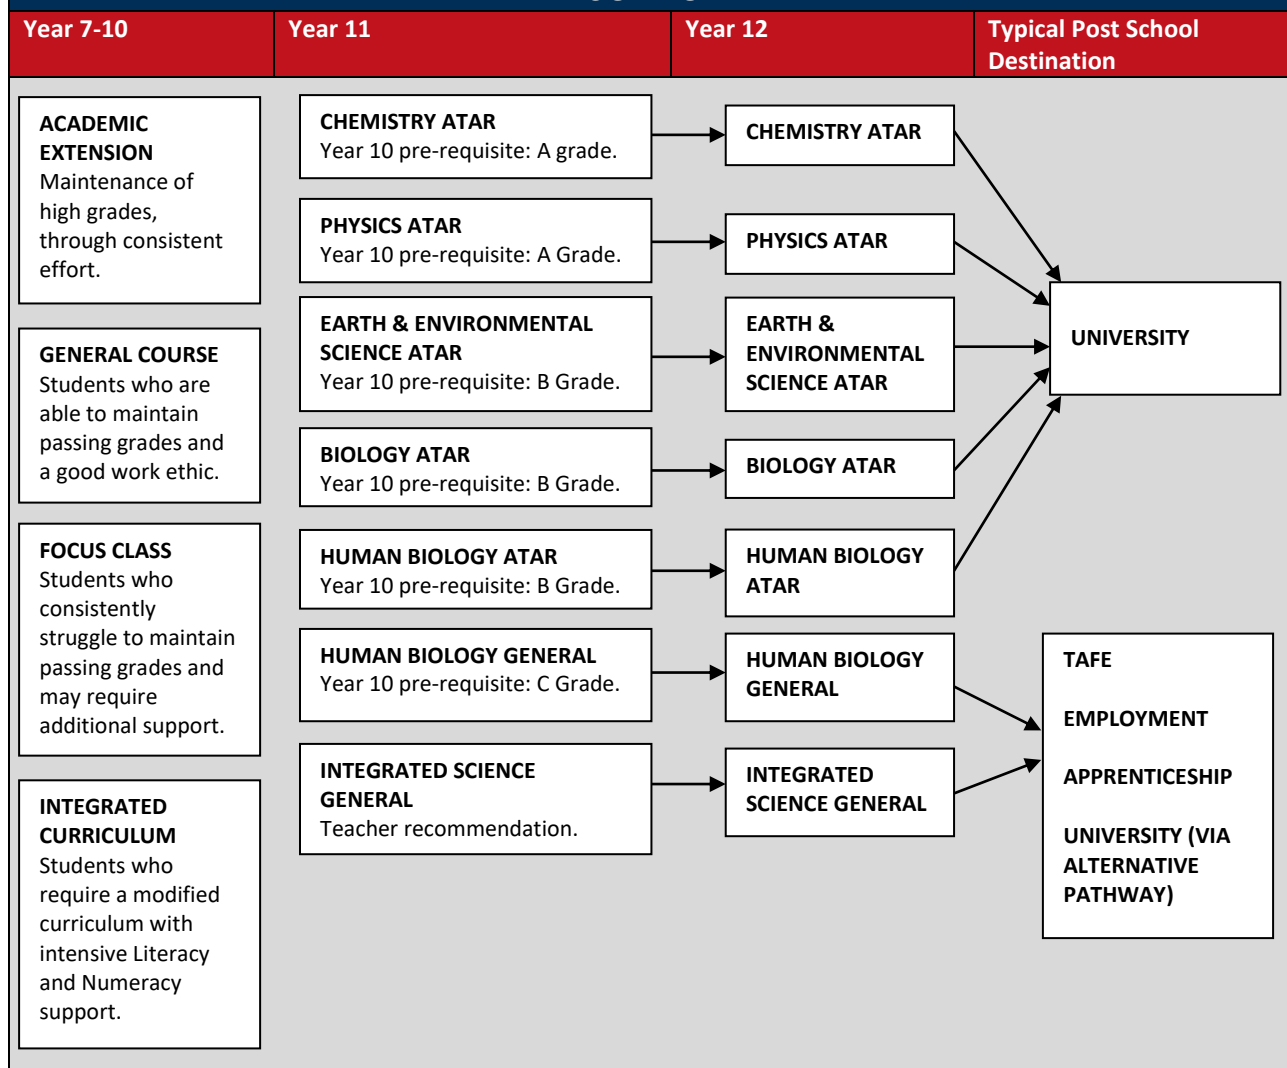 Year 7-10
Year 11
Year 12
Typical Post School
Destination
ACADEMIC
EXTENSION
Maintenance of
high grades,
through consistent
effort.
GENERAL COURSE
Students who are
able to maintain
passing grades and
a good work ethic.
FOCUS CLASS
Students who
consistently
struggle to maintain
passing grades and
may require
additional support.
INTEGRATED
CURRICULUM
Students who
require a modified
curriculum with
intensive Literacy
and Numeracy
support.
CHEMISTRY ATAR
Year 10 pre-requisite: A grade.
PHYSICS ATAR
Year 10 pre-requisite: A Grade.
EARTH & ENVIRONMENTAL
SCIENCE ATAR
Year 10 pre-requisite: B Grade.
BIOLOGY ATAR
Year 10 pre-requisite: B Grade.
HUMAN BIOLOGY ATAR
Year 10 pre-requisite: B Grade.
HUMAN BIOLOGY GENERAL
Year 10 pre-requisite: C Grade.
INTEGRATED SCIENCE
GENERAL
Teacher recommendation.
CHEMISTRY ATAR
PHYSICS ATAR
EARTH &
ENVIRONMENTAL
SCIENCE ATAR
BIOLOGY ATAR
HUMAN BIOLOGY
ATAR
HUMAN BIOLOGY
GENERAL
INTEGRATED
SCIENCE GENERAL
UNIVERSITY
TAFE
EMPLOYMENT
APPRENTICESHIP
UNIVERSITY (VIA
ALTERNATIVE
PATHWAY)